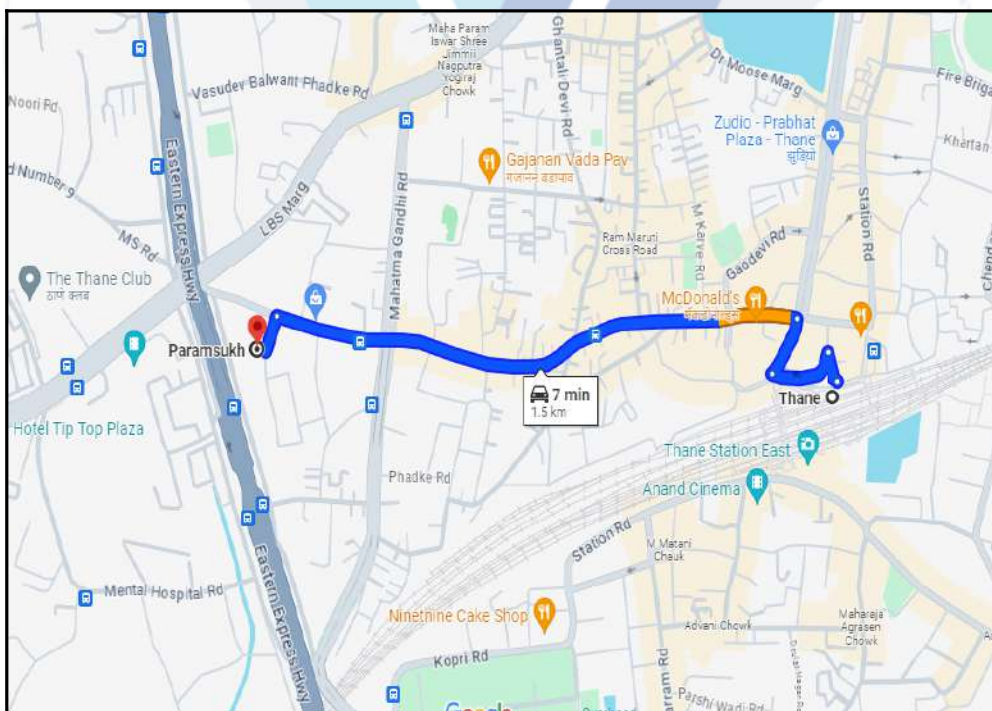 Maha Param
Iswar Shree
Jimmii
Nagputra
Yogiraj
Chowk
Ghantali Devi Rd
Dr Moose Marg
Fire Briga
Noori Rd
Vasudev Balwant Phadke Rd
Zudio - Prabhat
Plaza - Thane
झुडियो
Khartan
Eastern Express Hwy
Gajanan Vada Pav
गजानन वडापाव
d Number 9
LBS Marg
Mahatma Gandhi Rd
M Karve Rd
Station Rd
MS Rd
Ram Maruti
Cross Road
Gaodevi Rd
Chend
The Thane Club
ठाणे क्लब
McDonald's
Paramsukh
7 min
1.5 km
Thane
Hotel Tip Top Plaza
Thane Station East
Phadke Rd
Anand Cinema
Station Rd
M Matani
Chauk
Eastern Express Hwy
Mental Hospital Rd
Ninetnine Cake Shop
Advani Chowk
Maharaja
Agrasen
Chowk
Kopri Rd
Parshi Wadi Rd
Google